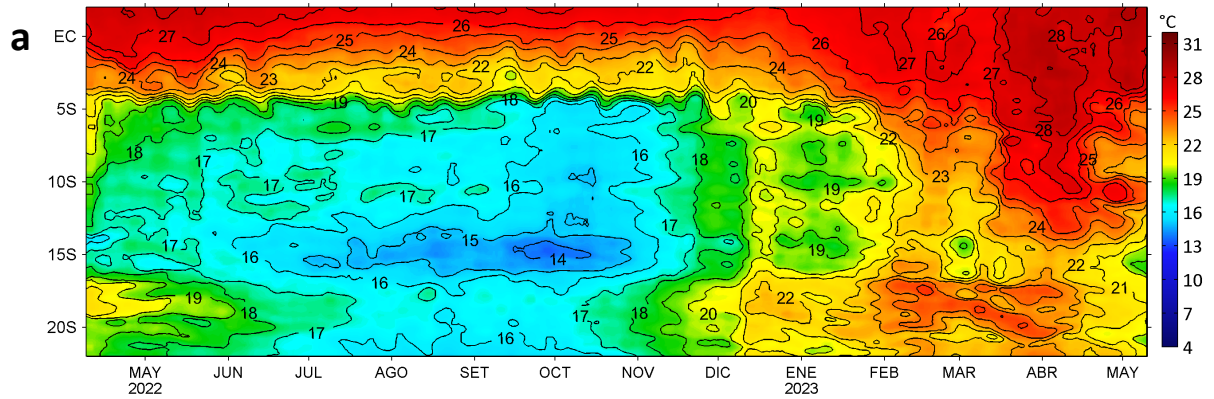 a
°C
EC
5S
10S
15S
20S
27 26 25 24 26 25 26 26 27 28
24 24 23 22 22 24 27 26
19 18 20 19 22 28 25
18 17 17 16 18 23
17 16 17 19 24
17 15 17 19 22
16 14 21
19 16 22
18 17 16 17 18 20
31
28
25
22
19
16
13
10
7
4
MAY JUN JUL AGO SET OCT NOV DIC ENE FEB MAR ABR MAY
2022 2023